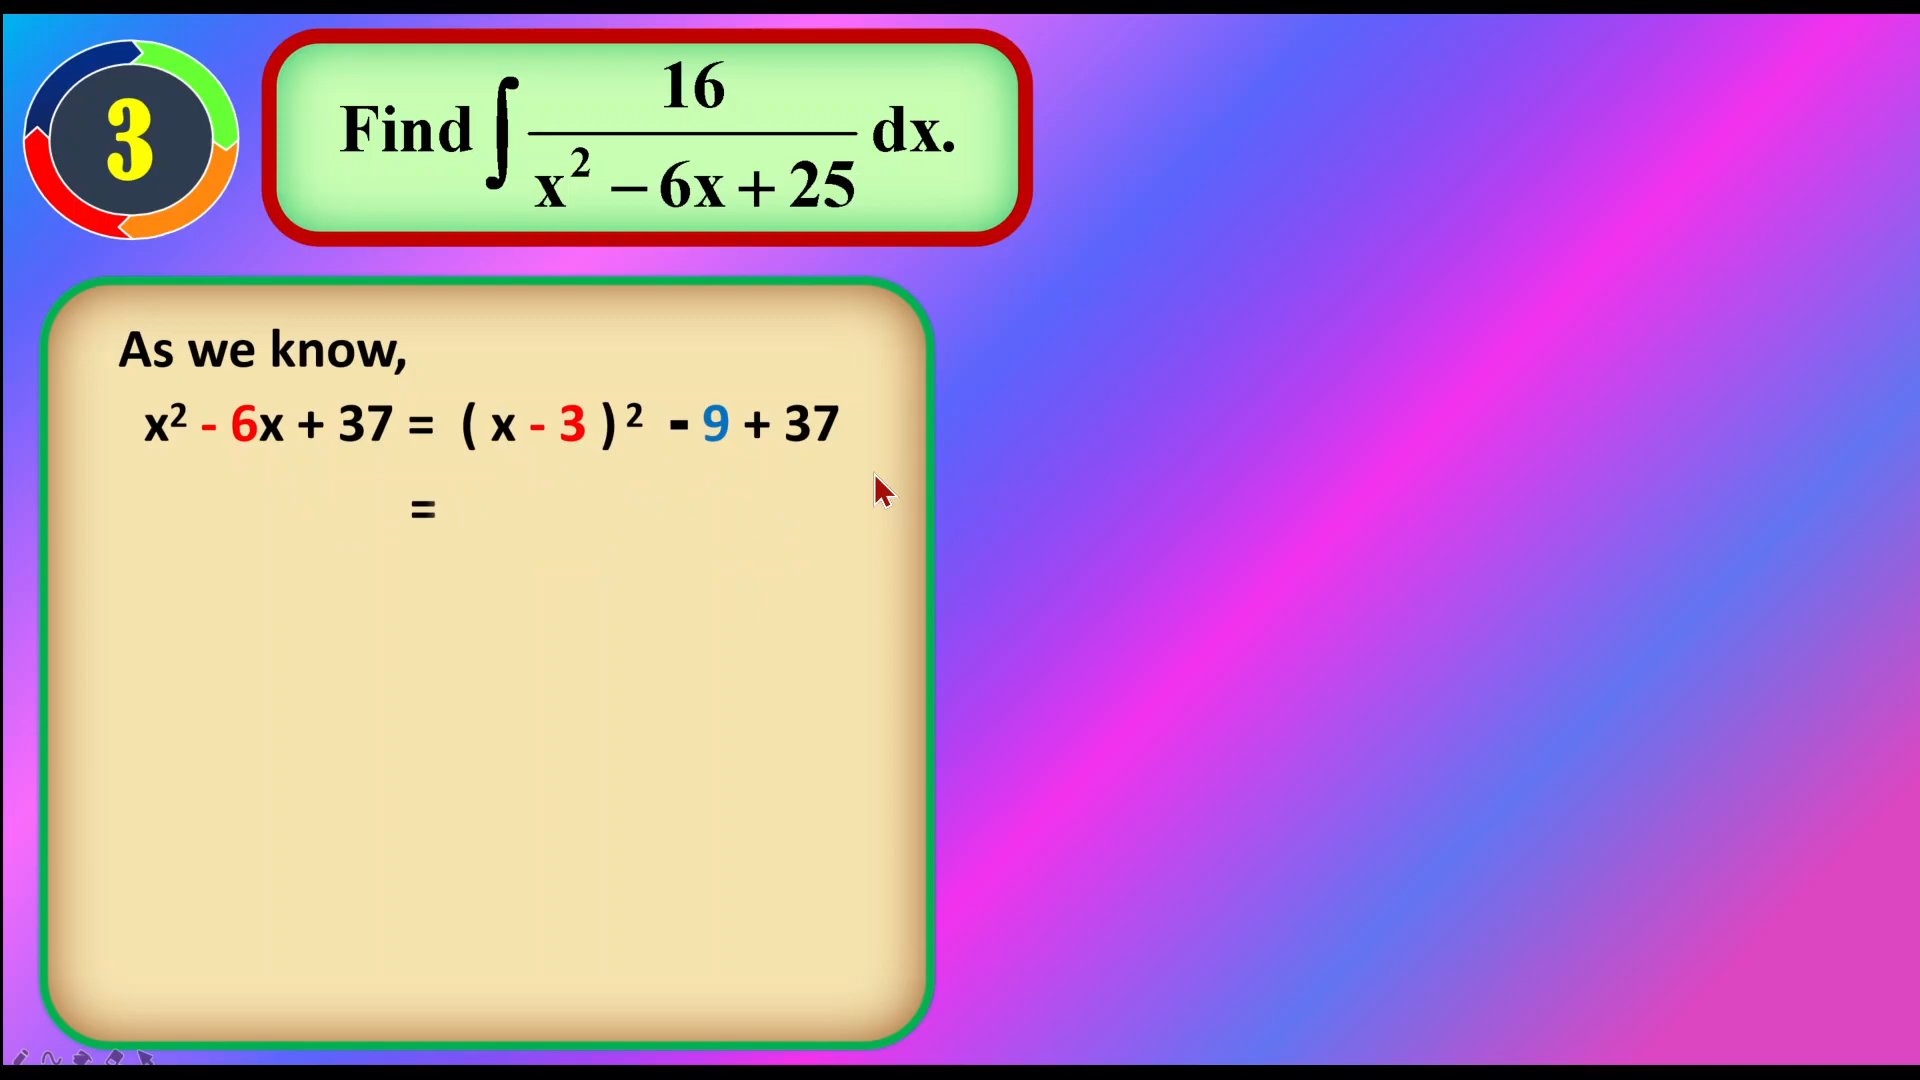 3
Find ∫ 16 / (x² − 6x + 25) dx.
As we know,
x² - 6x + 37 = ( x - 3 ) ² - 9 + 37
=